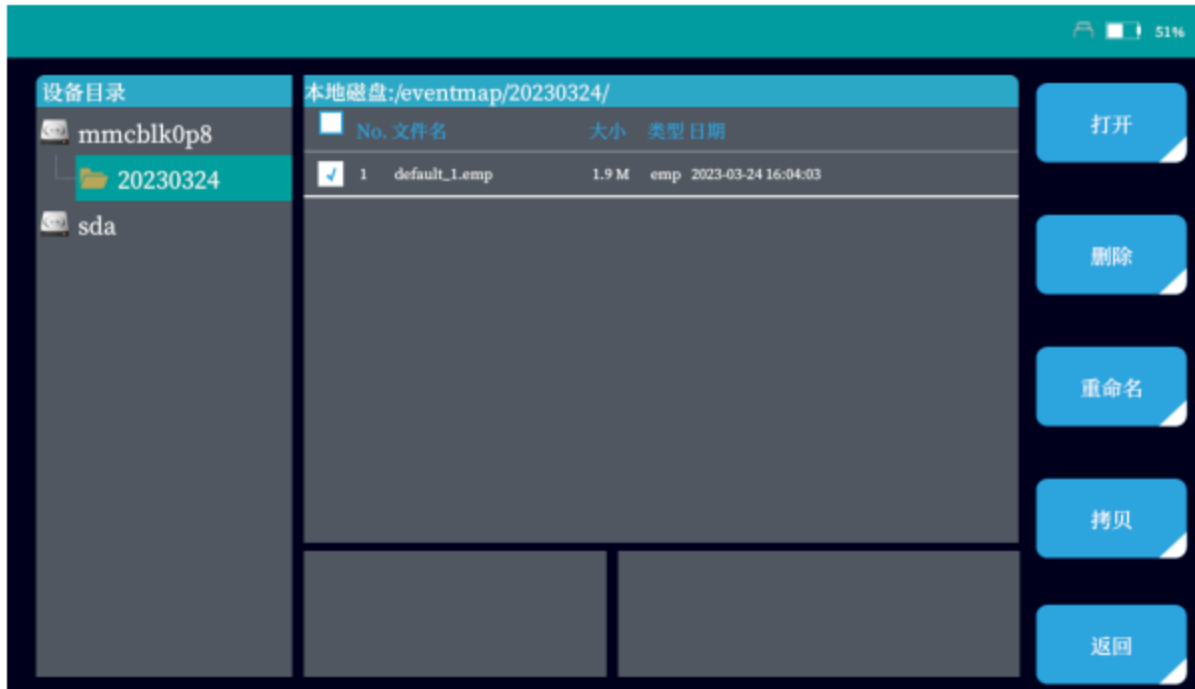 51%
设备目录
mmcblk0p8
20230324
sda
本地磁盘:/eventmap/20230324/
No. 文件名 大小 类型 日期
1 default_1.emp 1.9 M emp 2023-03-24 16:04:03
打开
删除
重命名
拷贝
返回